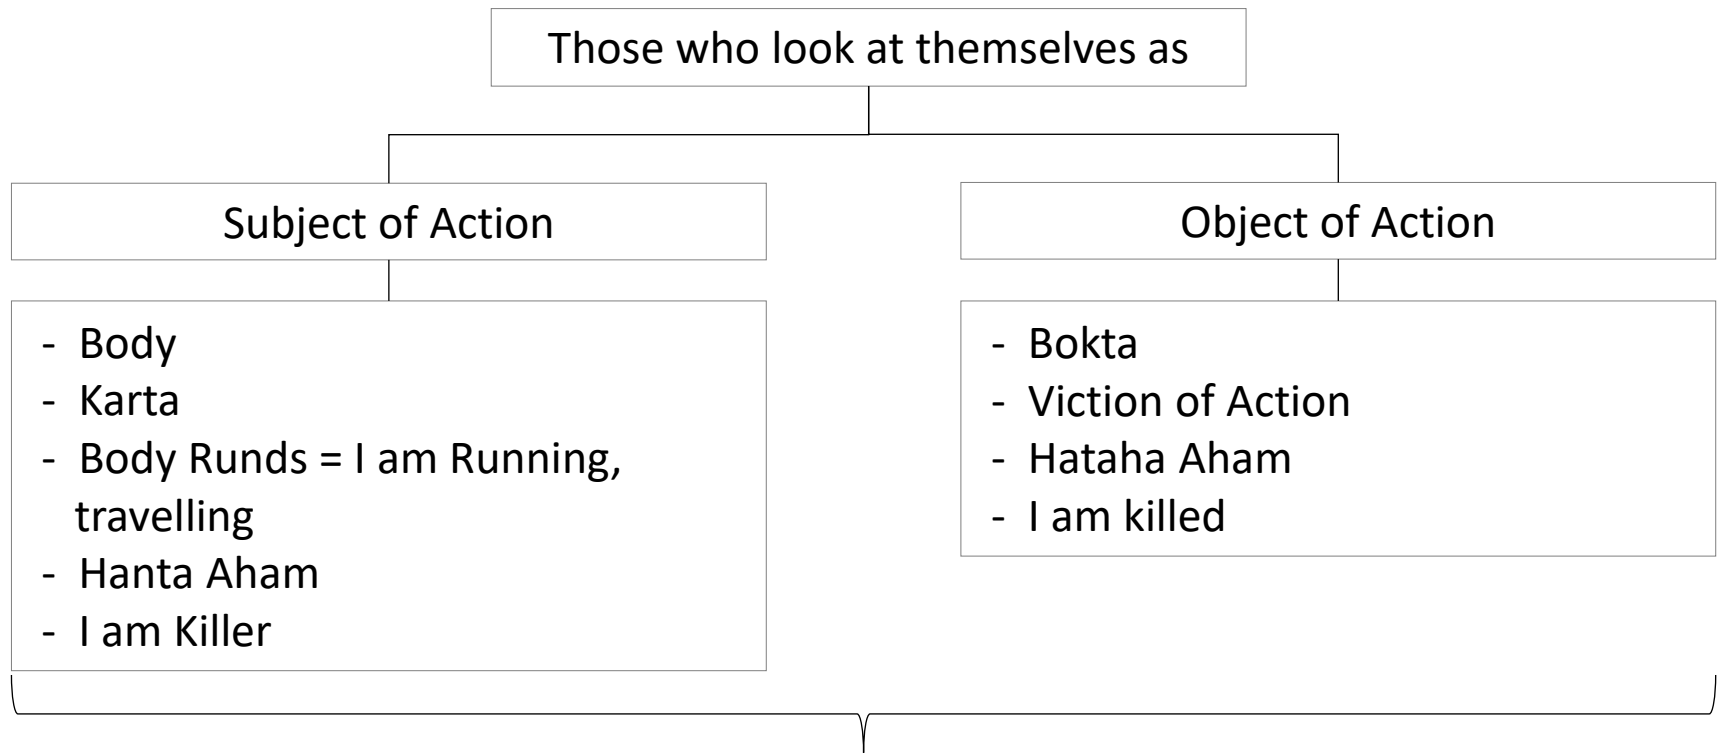 Those who look at themselves as
Subject of Action
- Body
- Karta
- Body Runds = I am Running,
travelling
- Hanta Aham
- I am Killer
Object of Action
- Bokta
- Viction of Action
- Hataha Aham
- I am killed